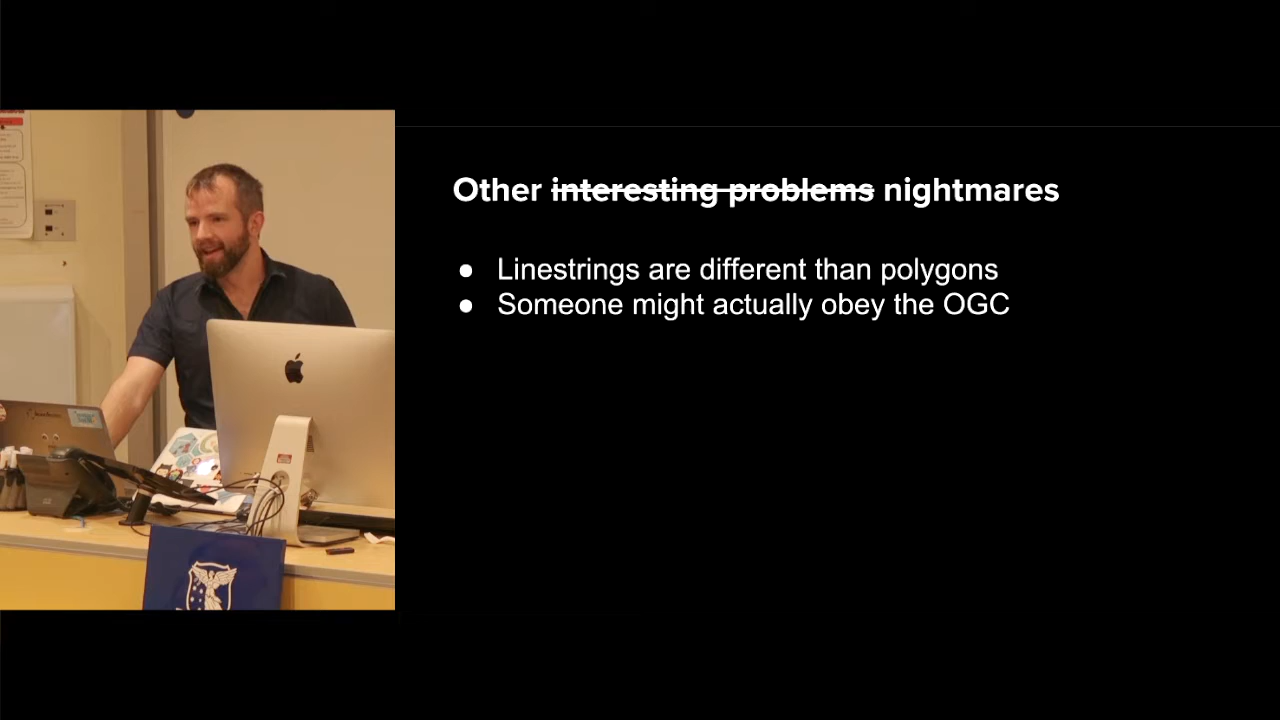 Other interesting problems nightmares
● Linestrings are different than polygons
● Someone might actually obey the OGC